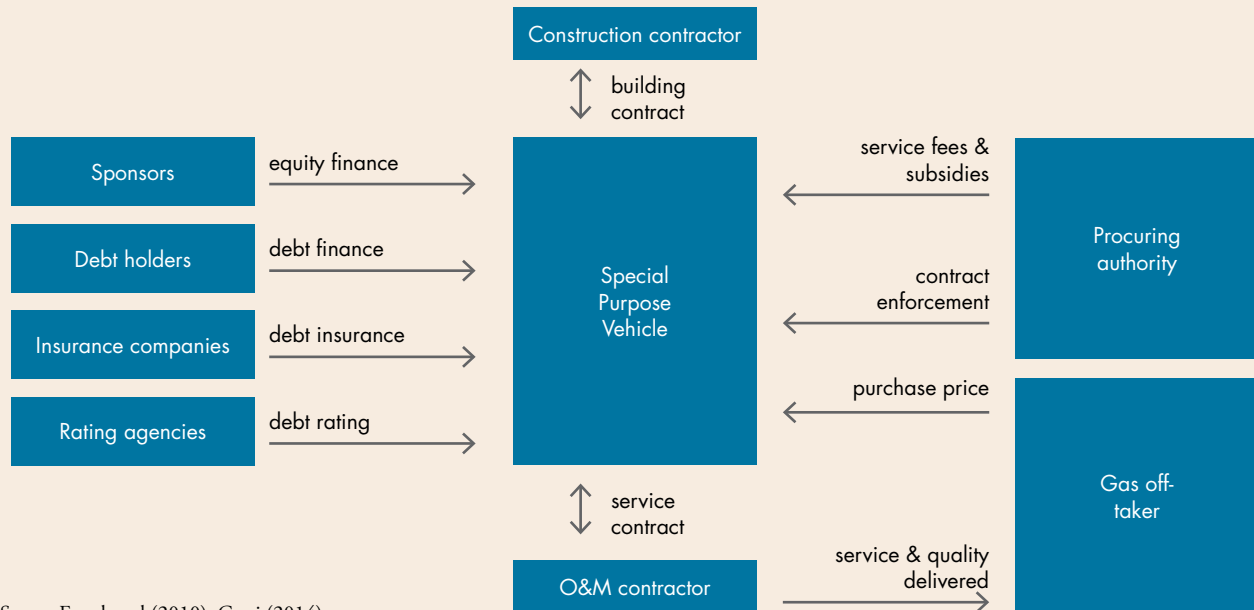 Construction contractor
building
contract
Sponsors
equity finance
Debt holders
debt finance
Insurance companies
debt insurance
Rating agencies
debt rating
Special
Purpose
Vehicle
service fees &
subsidies
contract
enforcement
purchase price
Procuring
authority
Gas off-
taker
service
contract
O&M contractor
service & quality
delivered